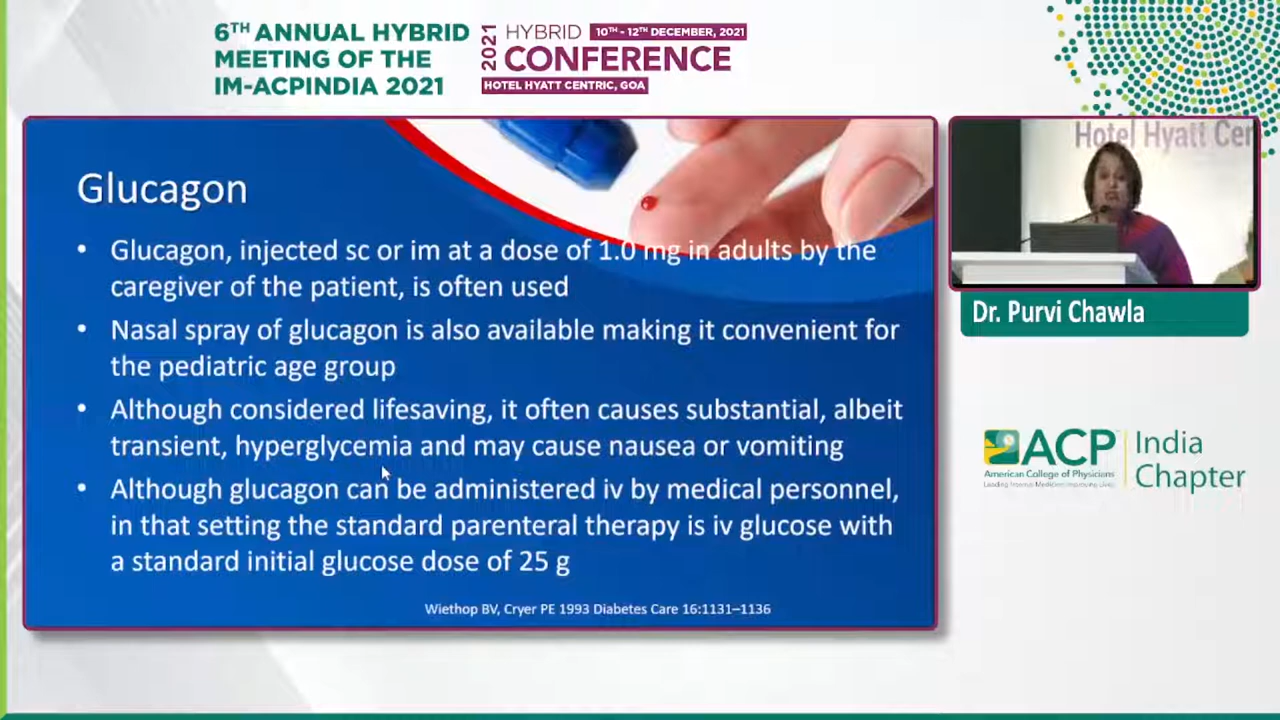 6TH ANNUAL HYBRID
MEETING OF THE
IM-ACPINDIA 2021
2021
HYBRID 10TH - 12TH DECEMBER, 2021
CONFERENCE
HOTEL HYATT CENTRIC, GOA
Glucagon
• Glucagon, injected sc or im at a dose of 1.0 mg in adults by the
caregiver of the patient, is often used
• Nasal spray of glucagon is also available making it convenient for
the pediatric age group
• Although considered lifesaving, it often causes substantial, albeit
transient, hyperglycemia and may cause nausea or vomiting
• Although glucagon can be administered iv by medical personnel,
in that setting the standard parenteral therapy is iv glucose with
a standard initial glucose dose of 25 g
Wiethop BV, Cryer PE 1993 Diabetes Care 16:1131–1136
Hotel Hyatt Cen
Dr. Purvi Chawla
ACP
American College of Physicians
Leading Internal Medicine, Improving Lives
India
Chapter